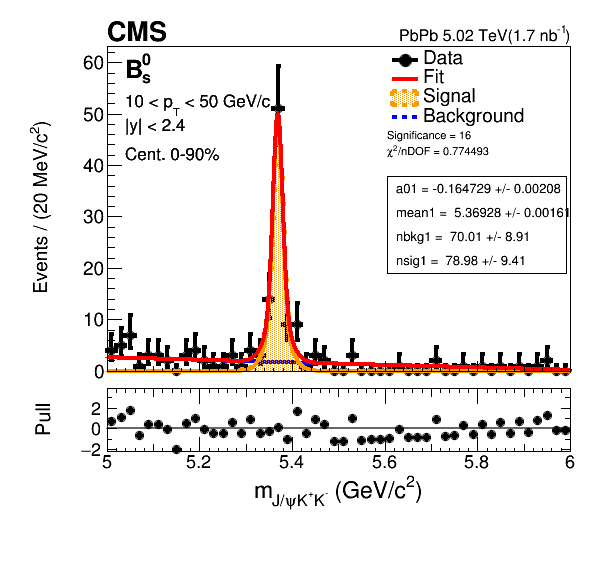 CMS
PbPb 5.02 TeV(1.7 nb⁻¹)
B⁰ₛ
10 < p_T < 50 GeV/c
|y| < 2.4
Cent. 0-90%
Data
Fit
Signal
Background
Significance = 16
χ²/nDOF = 0.774493
a01 = -0.164729 +/- 0.00208
mean1 = 5.36928 +/- 0.00161
nbkg1 = 70.01 +/- 8.91
nsig1 = 78.98 +/- 9.41
Events / (20 MeV/c²)
60
50
40
30
20
10
0
Pull
2
0
−2
5
5.2
5.4
5.6
5.8
6
m_J/ψK⁺K⁻ (GeV/c²)